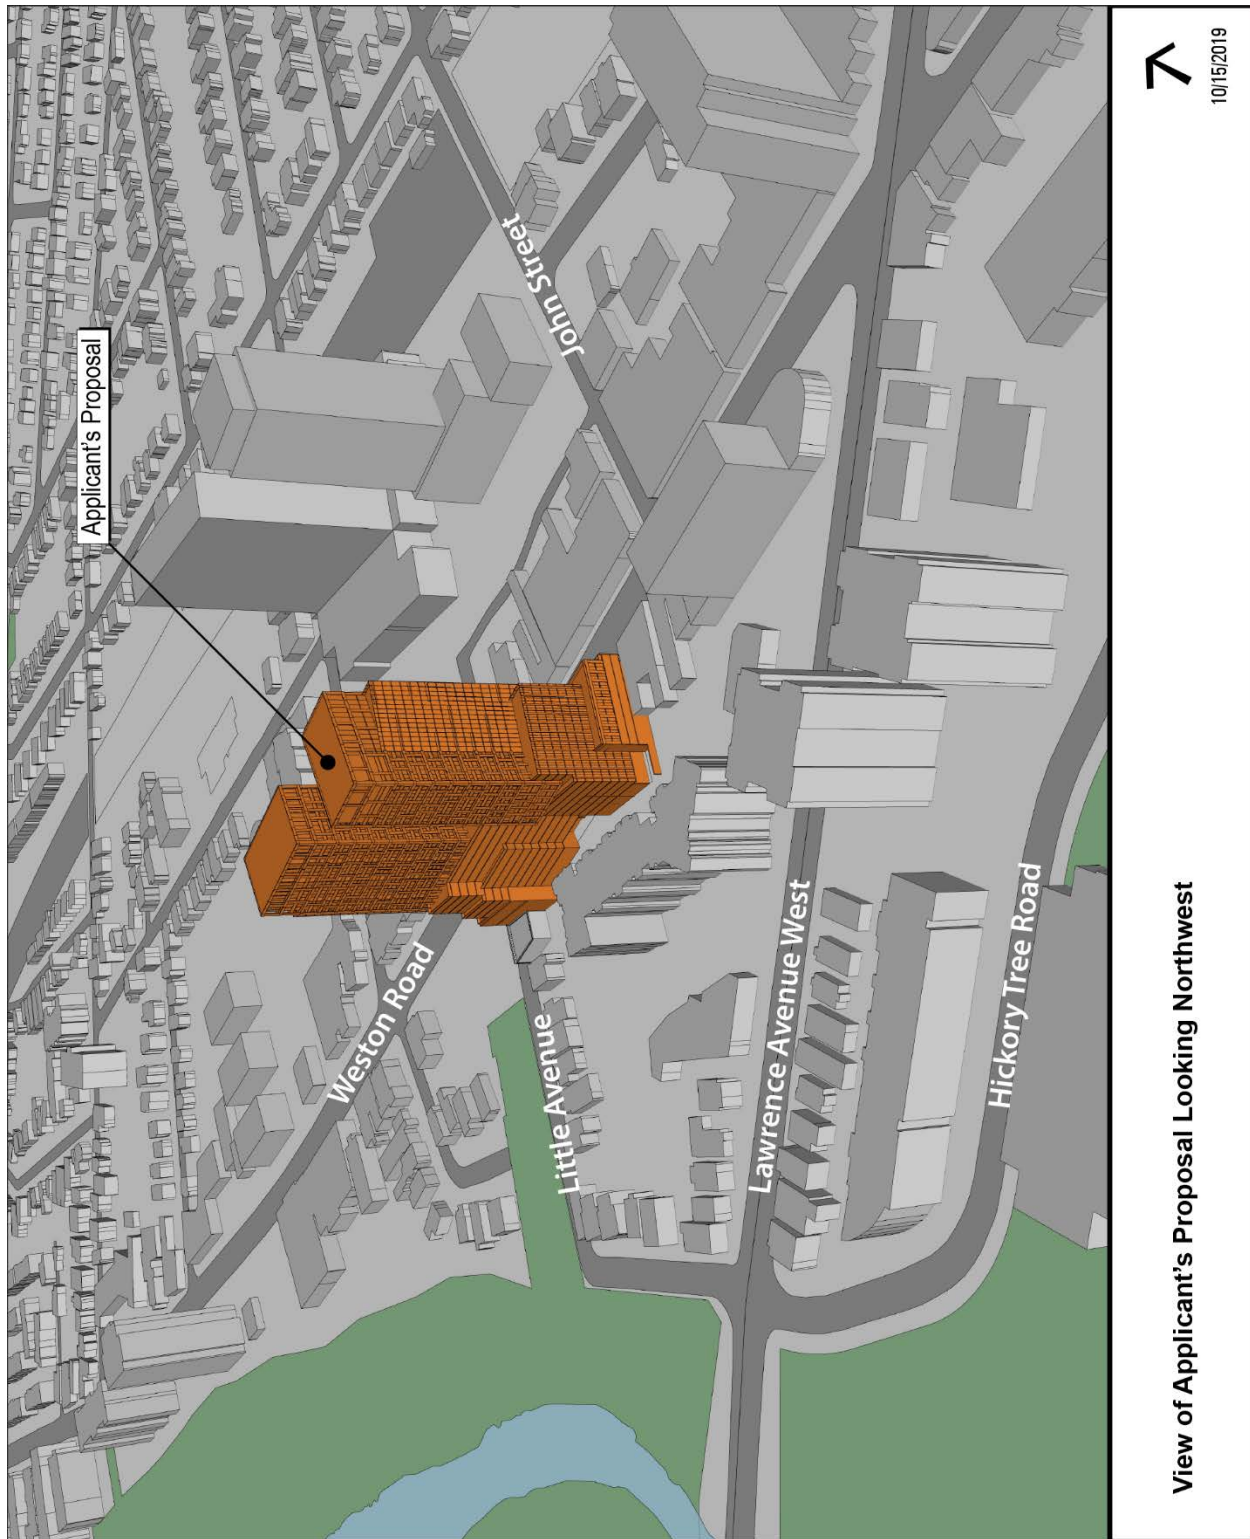 Applicant's Proposal
John Street
Weston Road
Little Avenue
Lawrence Avenue West
Hickory Tree Road
View of Applicant's Proposal Looking Northwest
10/15/2019